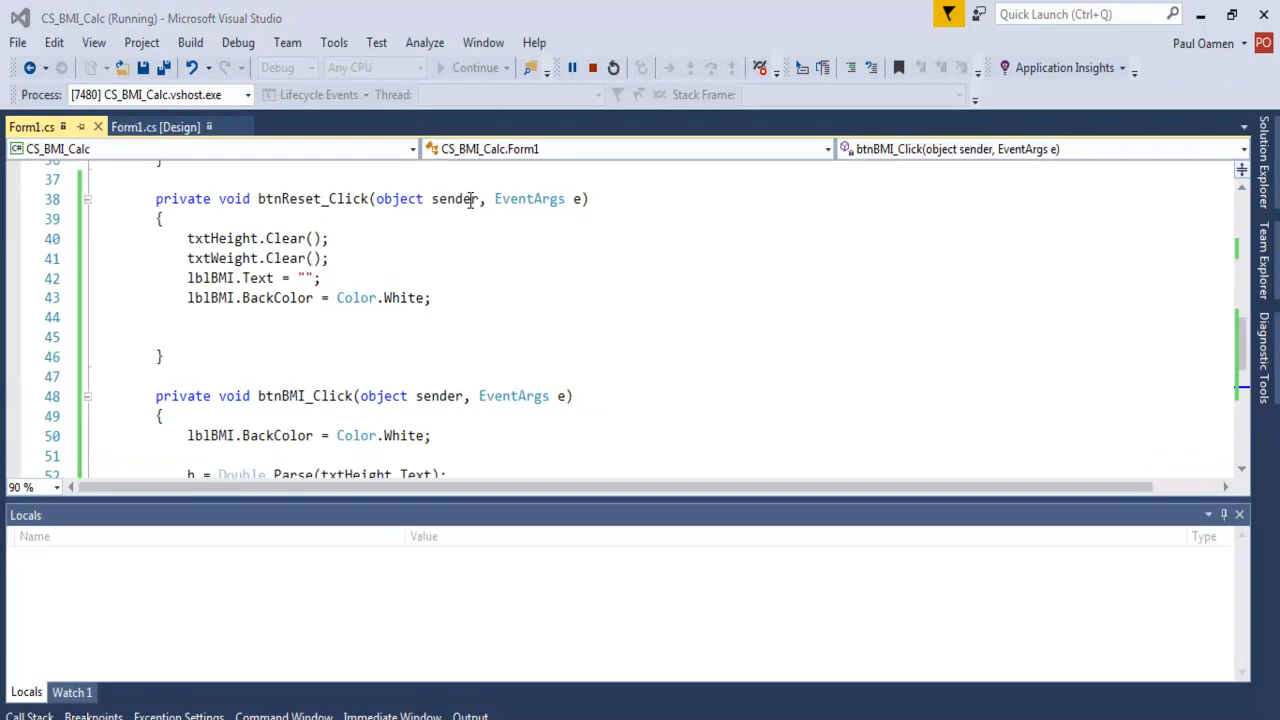 CS_BMI_Calc (Running) - Microsoft Visual Studio
Quick Launch (Ctrl+Q)
File Edit View Project Build Debug Team Tools Test Analyze Window Help
Paul Oamen
PO
Debug Any CPU Continue Application Insights
Process: [7480] CS_BMI_Calc.vshost.exe Lifecycle Events Thread: Stack Frame:
Form1.cs Form1.cs [Design]
CS_BMI_Calc CS_BMI_Calc.Form1 btnBMI_Click(object sender, EventArgs e)
36 }
37
38 private void btnReset_Click(object sender, EventArgs e)
39 {
40 txtHeight.Clear();
41 txtWeight.Clear();
42 lblBMI.Text = "";
43 lblBMI.BackColor = Color.White;
44
45
46 }
47
48 private void btnBMI_Click(object sender, EventArgs e)
49 {
50 lblBMI.BackColor = Color.White;
51
52 h = Double.Parse(txtHeight.Text);
90 %
Solution Explorer
Team Explorer
Diagnostic Tools
Locals
Name Value Type
Locals Watch 1
Call Stack Breakpoints Exception Settings Command Window Immediate Window Output